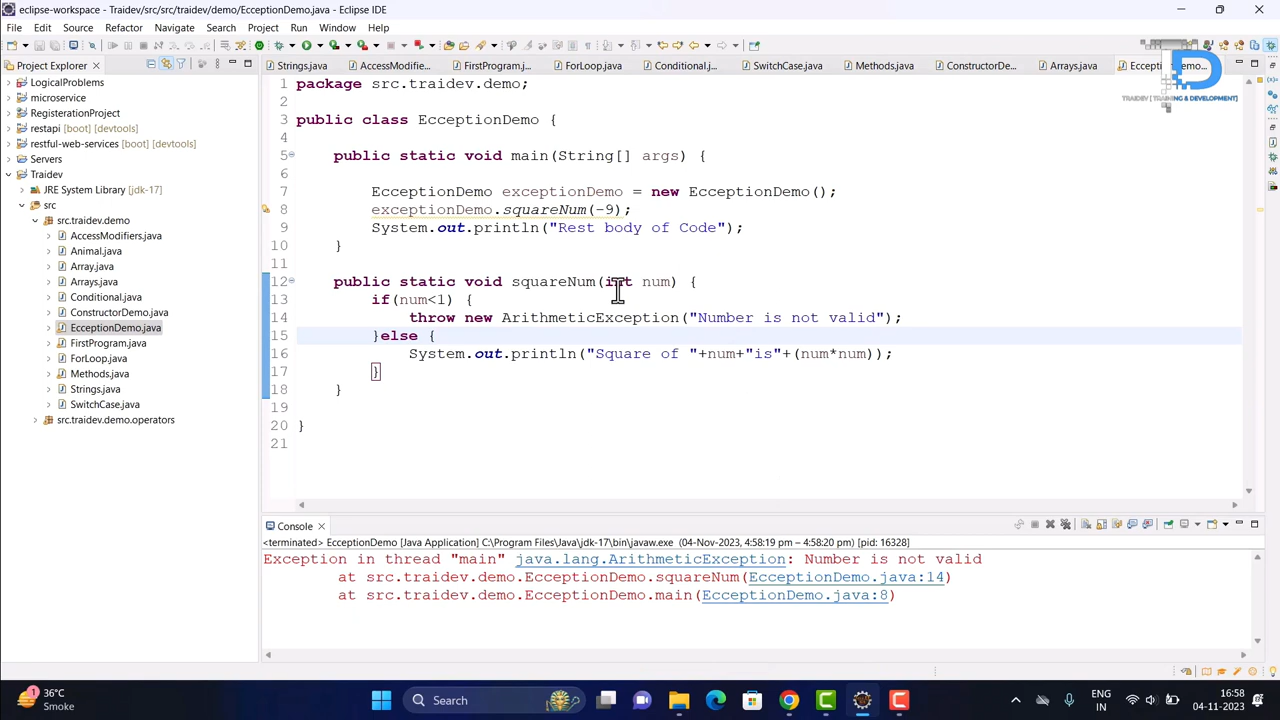 eclipse-workspace - Traidev/src/src/traidev/demo/EcceptionDemo.java - Eclipse IDE
File Edit Source Refactor Navigate Search Project Run Window Help
Project Explorer
Strings.java AccessModifie... FirstProgram.j... ForLoop.java Conditional.j... SwitchCase.java Methods.java ConstructorDe... Arrays.java
TRAIDEV [ TRAINING & DEVELOPMENT]
LogicalProblems
microservice
RegisterationProject
restapi [boot] [devtools]
restful-web-services [boot] [devtools]
Servers
Traidev
JRE System Library [jdk-17]
src
src.traidev.demo
AccessModifiers.java
Animal.java
Array.java
Arrays.java
Conditional.java
ConstructorDemo.java
EcceptionDemo.java
FirstProgram.java
ForLoop.java
Methods.java
Strings.java
SwitchCase.java
src.traidev.demo.operators
1 package src.traidev.demo;
2
3 public class EcceptionDemo {
4
5 public static void main(String[] args) {
6
7 EcceptionDemo exceptionDemo = new EcceptionDemo();
8 exceptionDemo.squareNum(-9);
9 System.out.println("Rest body of Code");
10 }
11
12 public static void squareNum(int num) {
13 if(num<1) {
14 throw new ArithmeticException("Number is not valid");
15 }else {
16 System.out.println("Square of "+num+"is"+(num*num));
17 }
18 }
19
20 }
21
Console
<terminated> EcceptionDemo [Java Application] C:\Program Files\Java\jdk-17\bin\javaw.exe (04-Nov-2023, 4:58:19 pm – 4:58:20 pm) [pid: 16328]
Exception in thread "main" java.lang.ArithmeticException: Number is not valid
at src.traidev.demo.EcceptionDemo.squareNum(EcceptionDemo.java:14)
at src.traidev.demo.EcceptionDemo.main(EcceptionDemo.java:8)
1
36°C
Smoke
Search
ENG
IN
16:58
04-11-2023